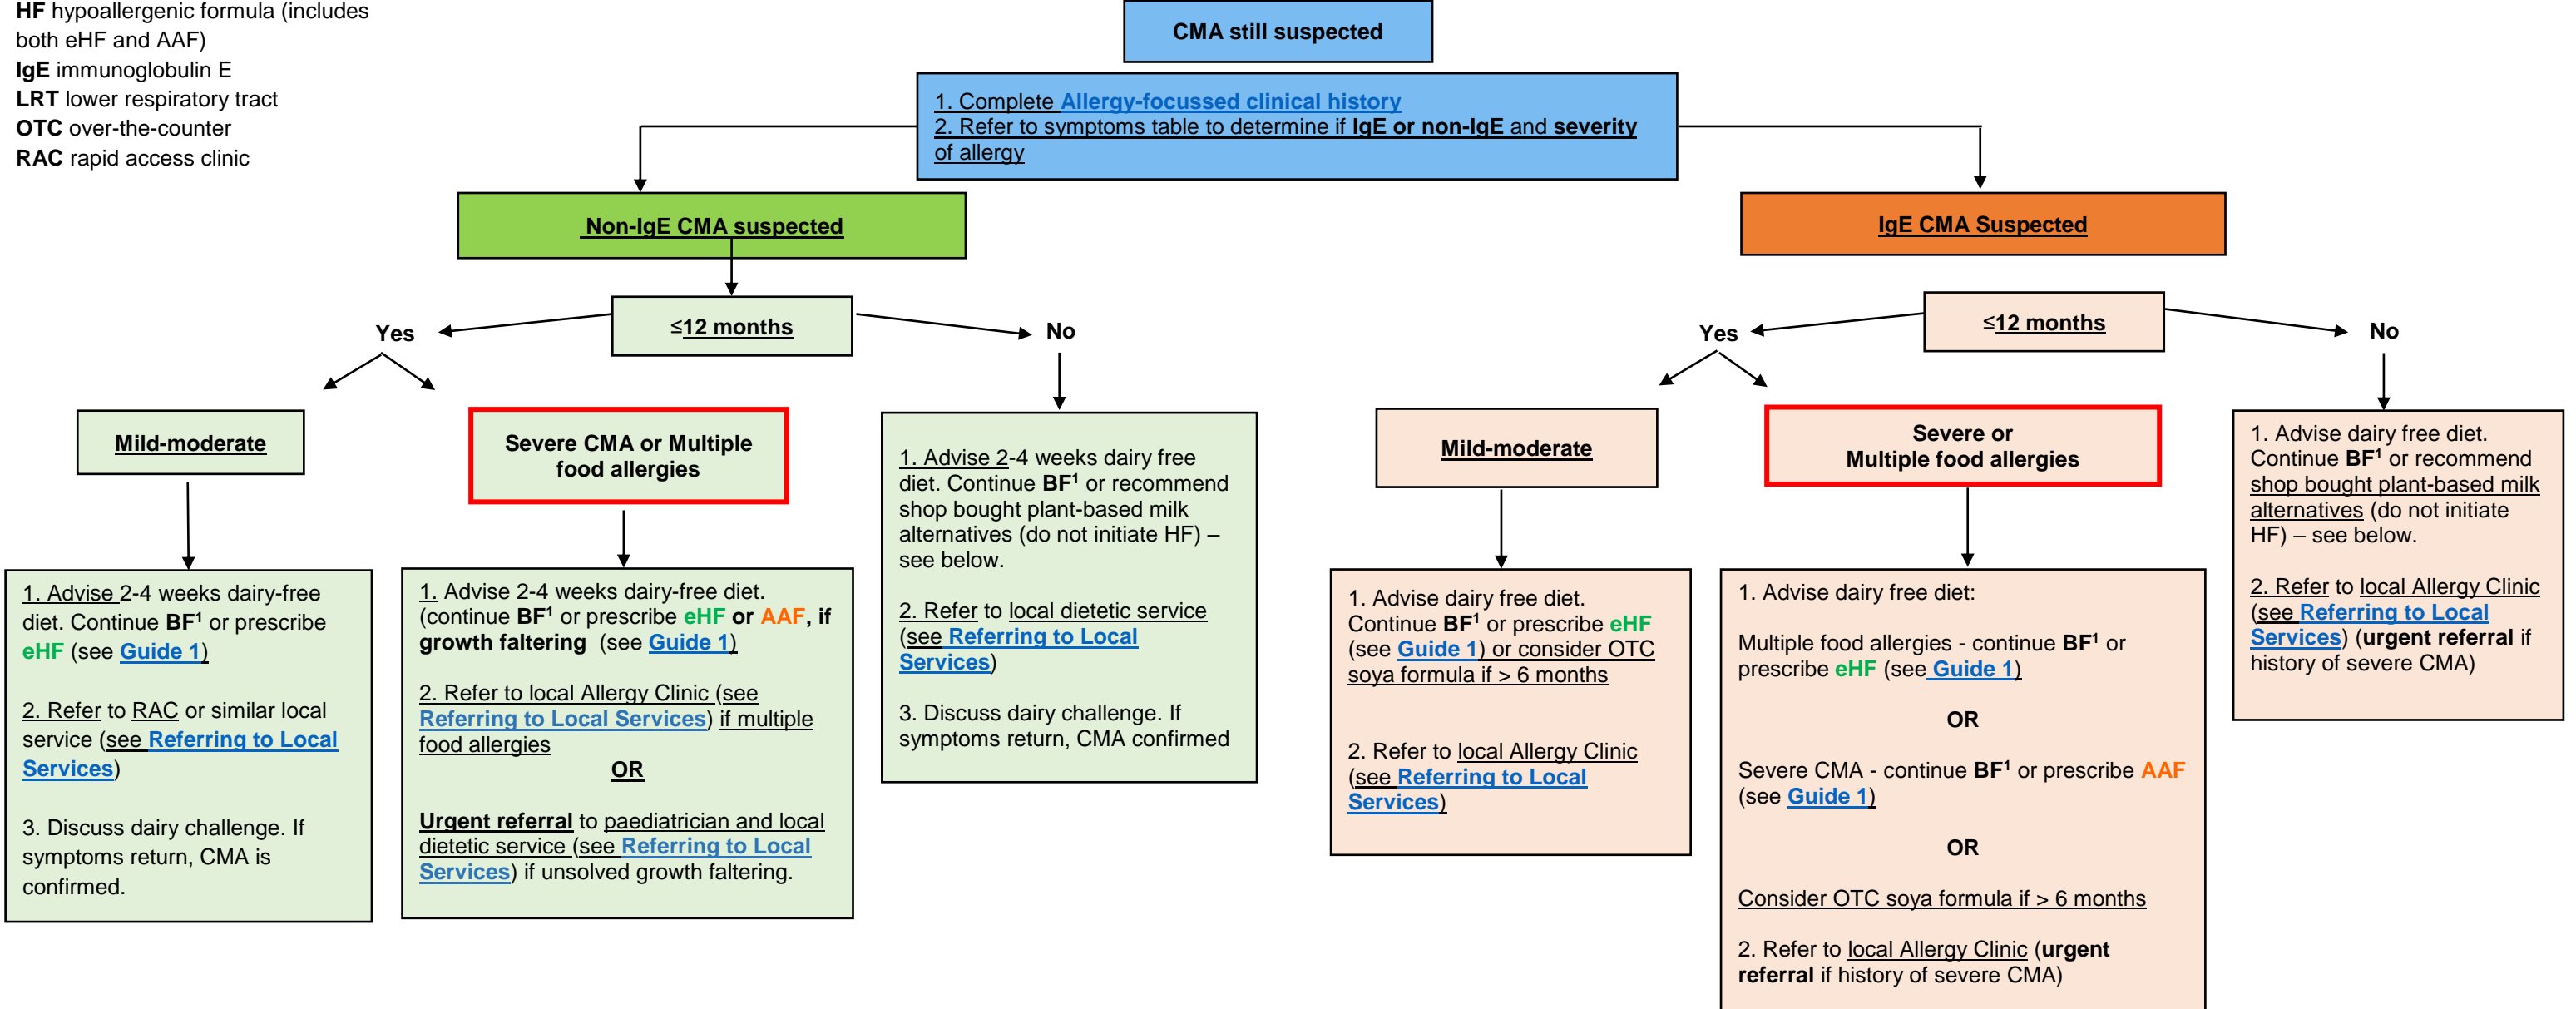 HF hypoallergenic formula (includes
both eHF and AAF)
IgE immunoglobulin E
LRT lower respiratory tract
OTC over-the-counter
RAC rapid access clinic
CMA still suspected
1. Complete Allergy-focussed clinical history
2. Refer to symptoms table to determine if IgE or non-IgE and severity
of allergy
Non-IgE CMA suspected
≤12 months
Yes
No
Mild-moderate
1. Advise 2-4 weeks dairy-free
diet. Continue BF¹ or prescribe
eHF (see Guide 1)
2. Refer to RAC or similar local
service (see Referring to Local
Services)
3. Discuss dairy challenge. If
symptoms return, CMA is
confirmed.
Severe CMA or Multiple
food allergies
1. Advise 2-4 weeks dairy-free diet.
(continue BF¹ or prescribe eHF or AAF, if
growth faltering (see Guide 1)
2. Refer to local Allergy Clinic (see
Referring to Local Services) if multiple
food allergies
OR
Urgent referral to paediatrician and local
dietetic service (see Referring to Local
Services) if unsolved growth faltering.
1. Advise 2-4 weeks dairy free
diet. Continue BF¹ or recommend
shop bought plant-based milk
alternatives (do not initiate HF) –
see below.
2. Refer to local dietetic service
(see Referring to Local
Services)
3. Discuss dairy challenge. If
symptoms return, CMA confirmed
IgE CMA Suspected
≤12 months
Yes
No
Mild-moderate
1. Advise dairy free diet.
Continue BF¹ or prescribe eHF
(see Guide 1) or consider OTC
soya formula if > 6 months
2. Refer to local Allergy Clinic
(see Referring to Local
Services)
Severe or
Multiple food allergies
1. Advise dairy free diet:
Multiple food allergies - continue BF¹ or
prescribe eHF (see Guide 1)
OR
Severe CMA - continue BF¹ or prescribe AAF
(see Guide 1)
OR
Consider OTC soya formula if > 6 months
2. Refer to local Allergy Clinic (urgent
referral if history of severe CMA)
1. Advise dairy free diet.
Continue BF¹ or recommend
shop bought plant-based milk
alternatives (do not initiate
HF) – see below.
2. Refer to local Allergy Clinic
(see Referring to Local
Services) (urgent referral if
history of severe CMA)